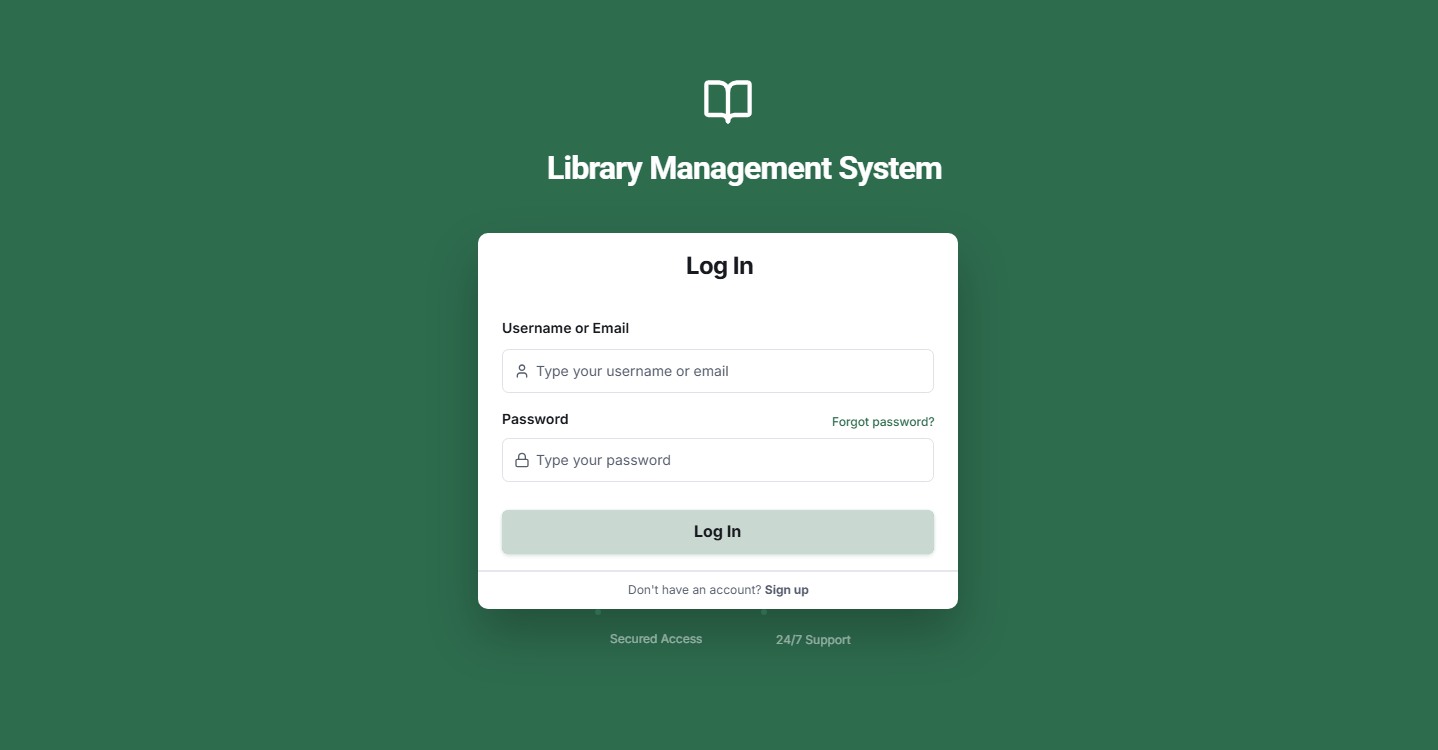 Library Management System
Log In
Username or Email
Type your username or email
Password
Forgot password?
Type your password
Log In
Don't have an account? Sign up
Secured Access
24/7 Support